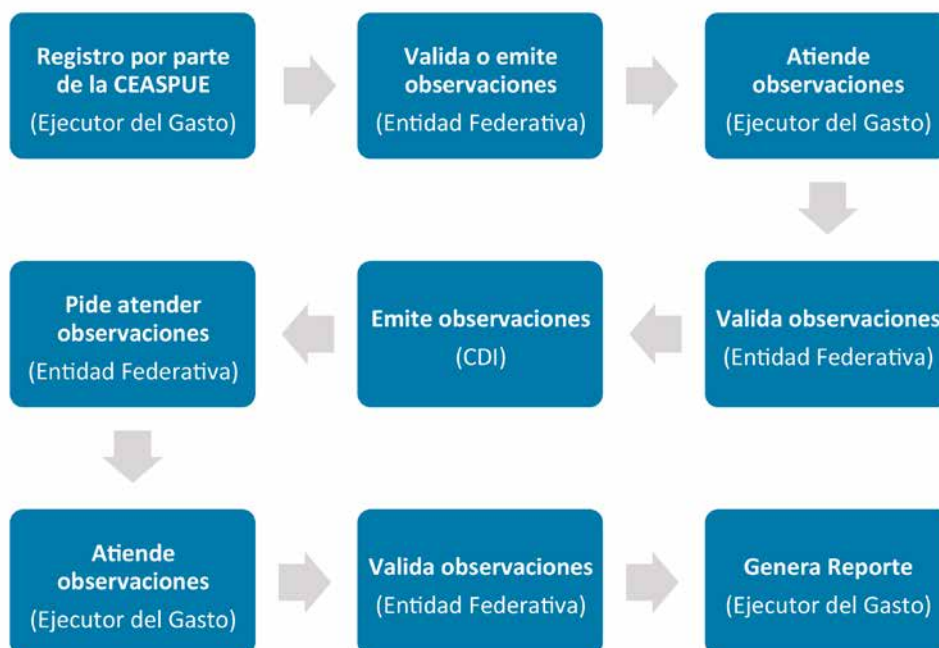 Registro por parte
de la CEASPUE
(Ejecutor del Gasto)
Valida o emite
observaciones
(Entidad Federativa)
Atiende
observaciones
(Ejecutor del Gasto)
Valida observaciones
(Entidad Federativa)
Emite observaciones
(CDI)
Pide atender
observaciones
(Entidad Federativa)
Atiende
observaciones
(Ejecutor del Gasto)
Valida observaciones
(Entidad Federativa)
Genera Reporte
(Ejecutor del Gasto)